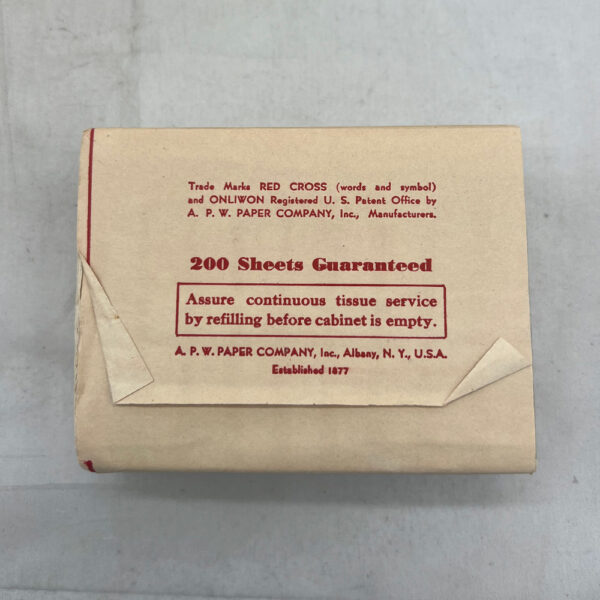 Trade Marks RED CROSS (words and symbol)
and ONLIWON Registered U. S. Patent Office by
A. P. W. PAPER COMPANY, Inc., Manufacturers.
200 Sheets Guaranteed
Assure continuous tissue service
by refilling before cabinet is empty.
A. P. W. PAPER COMPANY, Inc., Albany, N. Y., U.S.A.
Established 1877